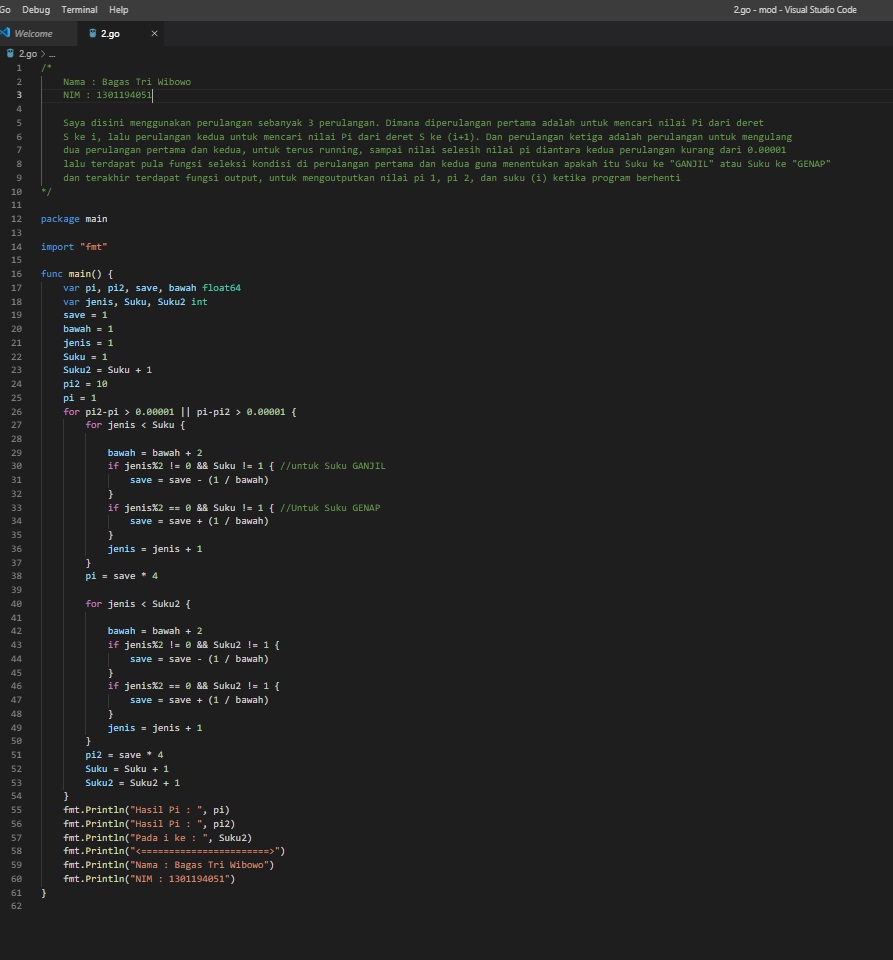 Go Debug Terminal Help 2.go - mod - Visual Studio Code
Welcome 2.go ×
2.go > ...
1 /*
2 Nama : Bagas Tri Wibowo
3 NIM : 1301194051
4
5 Saya disini menggunakan perulangan sebanyak 3 perulangan. Dimana diperulangan pertama adalah untuk mencari nilai Pi dari deret
6 S ke i, lalu perulangan kedua untuk mencari nilai Pi dari deret S ke (i+1). Dan perulangan ketiga adalah perulangan untuk mengulang
7 dua perulangan pertama dan kedua, untuk terus running, sampai nilai selesih nilai pi diantara kedua perulangan kurang dari 0.00001
8 lalu terdapat pula fungsi seleksi kondisi di perulangan pertama dan kedua guna menentukan apakah itu Suku ke "GANJIL" atau Suku ke "GENAP"
9 dan terakhir terdapat fungsi output, untuk mengoutputkan nilai pi 1, pi 2, dan suku (i) ketika program berhenti
10 */
11
12 package main
13
14 import "fmt"
15
16 func main() {
17 var pi, pi2, save, bawah float64
18 var jenis, Suku, Suku2 int
19 save = 1
20 bawah = 1
21 jenis = 1
22 Suku = 1
23 Suku2 = Suku + 1
24 pi2 = 10
25 pi = 1
26 for pi2-pi > 0.00001 || pi-pi2 > 0.00001 {
27 for jenis < Suku {
28
29 bawah = bawah + 2
30 if jenis%2 != 0 && Suku != 1 { //untuk Suku GANJIL
31 save = save - (1 / bawah)
32 }
33 if jenis%2 == 0 && Suku != 1 { //Untuk Suku GENAP
34 save = save + (1 / bawah)
35 }
36 jenis = jenis + 1
37 }
38 pi = save * 4
39
40 for jenis < Suku2 {
41
42 bawah = bawah + 2
43 if jenis%2 != 0 && Suku2 != 1 {
44 save = save - (1 / bawah)
45 }
46 if jenis%2 == 0 && Suku2 != 1 {
47 save = save + (1 / bawah)
48 }
49 jenis = jenis + 1
50 }
51 pi2 = save * 4
52 Suku = Suku + 1
53 Suku2 = Suku2 + 1
54 }
55 fmt.Println("Hasil Pi : ", pi)
56 fmt.Println("Hasil Pi : ", pi2)
57 fmt.Println("Pada i ke : ", Suku2)
58 fmt.Println("<=======================>")
59 fmt.Println("Nama : Bagas Tri Wibowo")
60 fmt.Println("NIM : 1301194051")
61 }
62